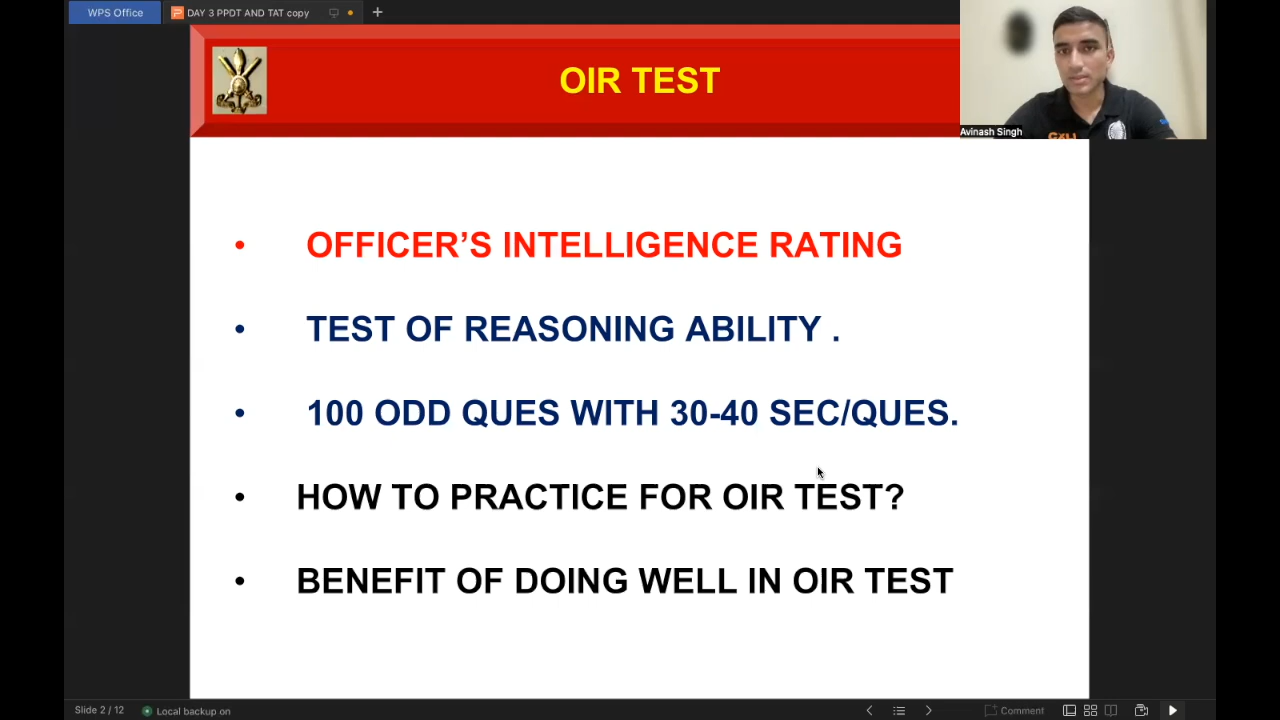 WPS Office
DAY 3 PPDT AND TAT copy
OIR TEST
Avinash Singh
• OFFICER’S INTELLIGENCE RATING
• TEST OF REASONING ABILITY .
• 100 ODD QUES WITH 30-40 SEC/QUES.
• HOW TO PRACTICE FOR OIR TEST?
• BENEFIT OF DOING WELL IN OIR TEST
Slide 2 / 12
Local backup on
Comment